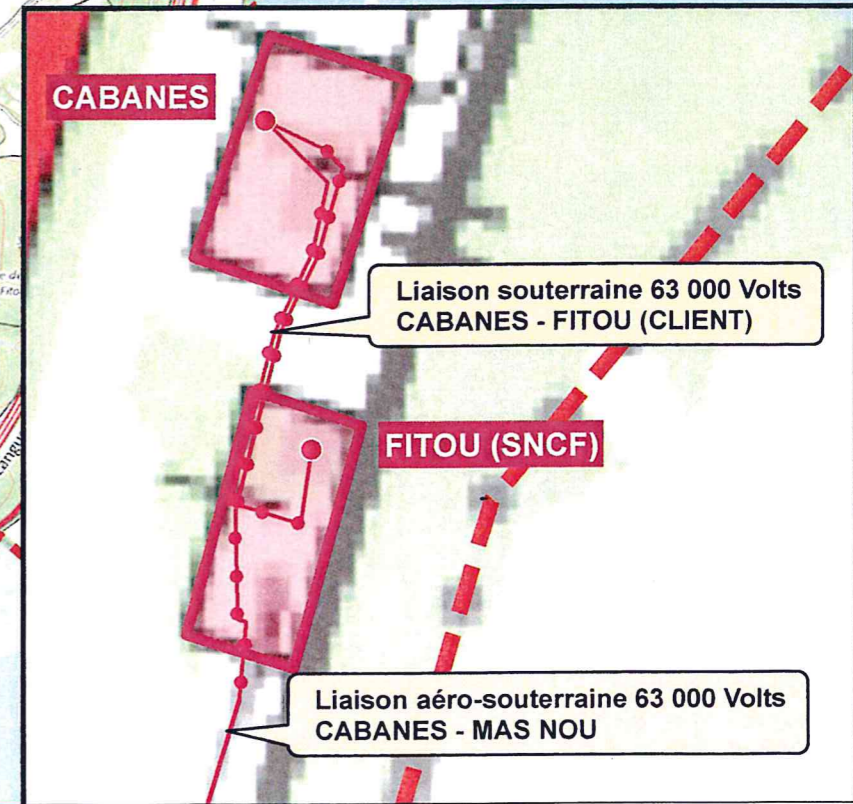 CABANES
Liaison souterraine 63 000 Volts
CABANES - FITOU (CLIENT)
FITOU (SNCF)
Liaison aéro-souterraine 63 000 Volts
CABANES - MAS NOU